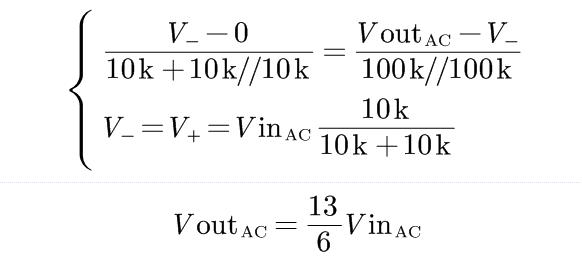 V₋ − 0 / 10k + 10k//10k = Vout_AC − V₋ / 100k//100k
V₋ = V₊ = Vin_AC 10k / 10k + 10k
Vout_AC = 13/6 Vin_AC